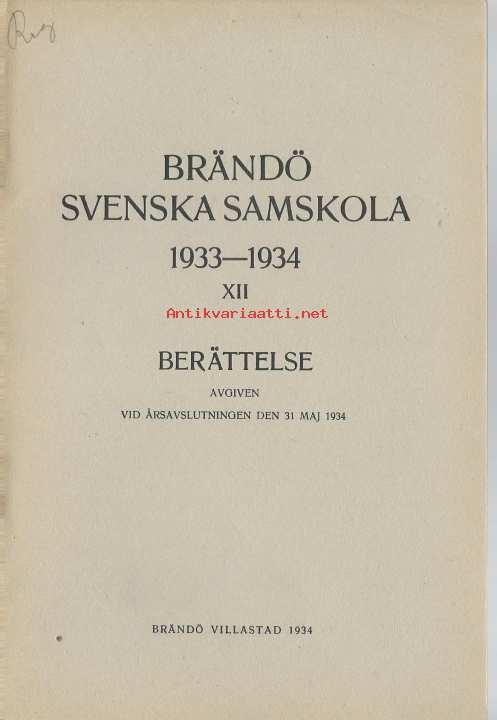 BRÄNDÖ
SVENSKA SAMSKOLA
1933—1934
XII
Antikvariaatti.net
BERÄTTELSE
AVGIVEN
VID ÅRSAVSLUTNINGEN DEN 31 MAJ 1934
BRÄNDÖ VILLASTAD 1934